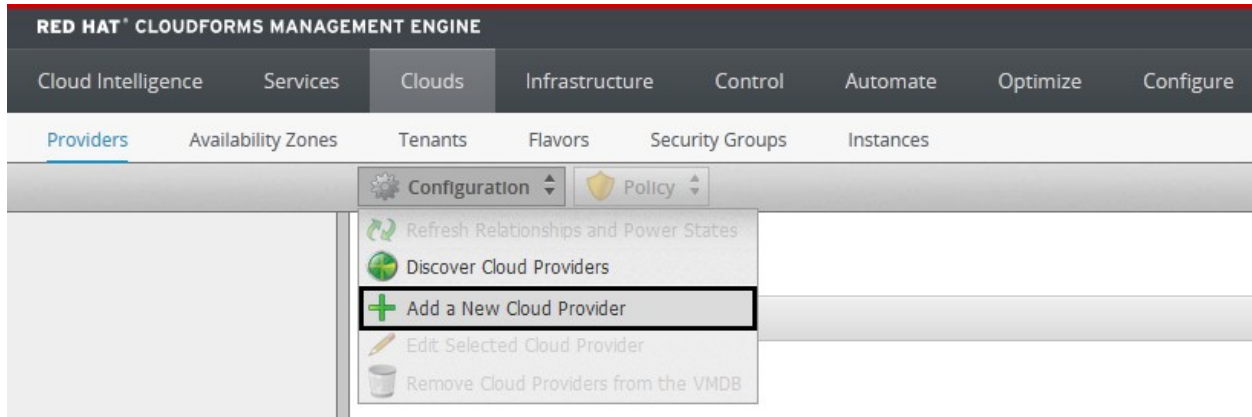 RED HAT® CLOUDFORMS MANAGEMENT ENGINE
Cloud Intelligence Services Clouds Infrastructure Control Automate Optimize Configure
Providers Availability Zones Tenants Flavors Security Groups Instances
Configuration Policy
Refresh Relationships and Power States
Discover Cloud Providers
Add a New Cloud Provider
Edit Selected Cloud Provider
Remove Cloud Providers from the VMDB